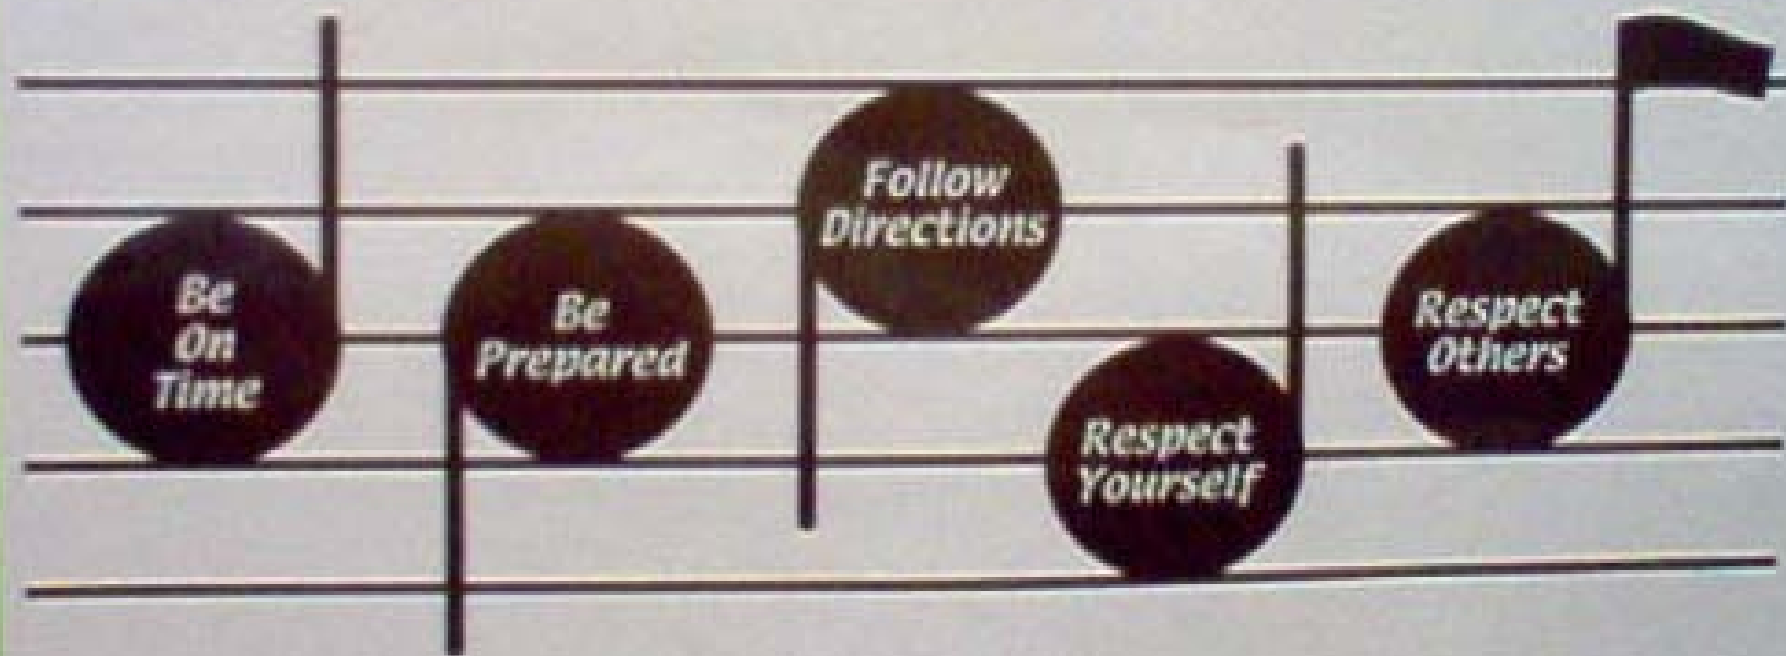 Be
On
Time
Be
Prepared
Follow
Directions
Respect
Yourself
Respect
Others